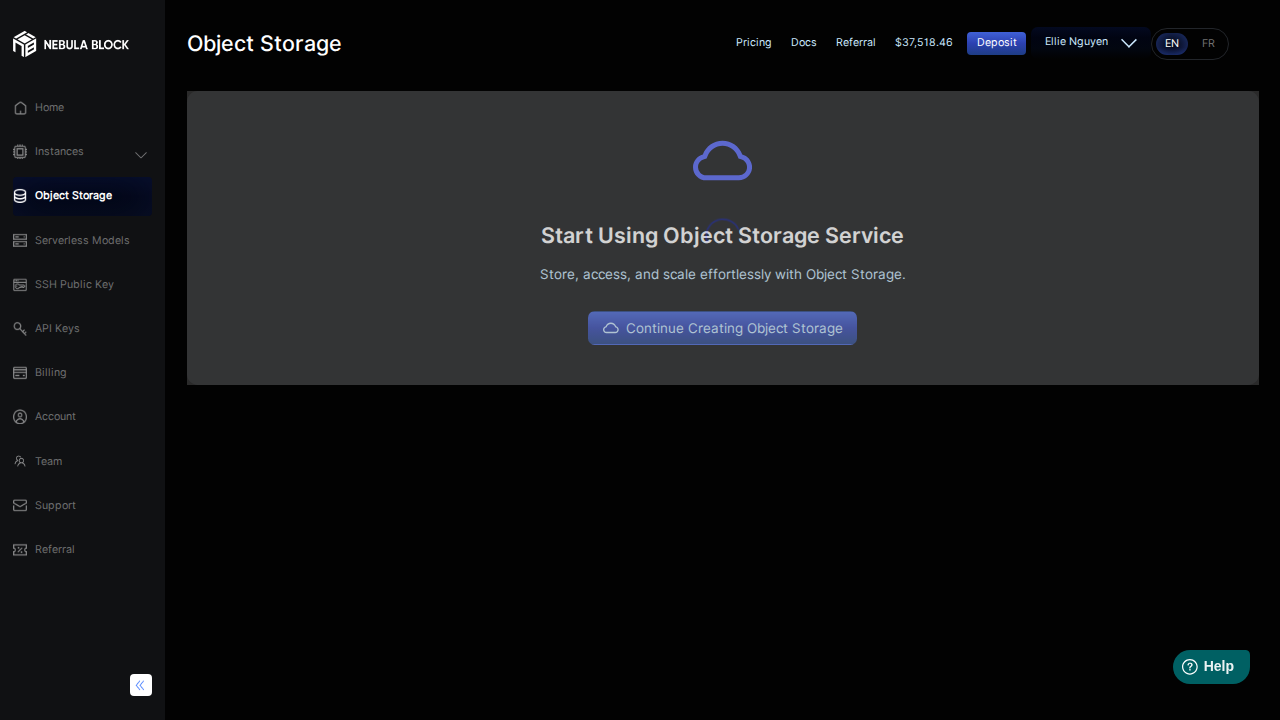 NEBULA BLOCK
Object Storage
Pricing
Docs
Referral
$37,518.46
Deposit
Ellie Nguyen
EN
FR
Home
Instances
Object Storage
Serverless Models
SSH Public Key
API Keys
Billing
Account
Team
Support
Referral
Start Using Object Storage Service
Store, access, and scale effortlessly with Object Storage.
Continue Creating Object Storage
Help